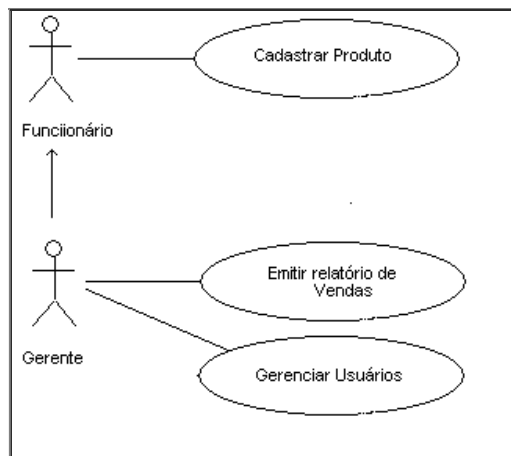 Cadastrar Produto
Funciionário
Emitir relatório de
Vendas
Gerente
Gerenciar Usuários